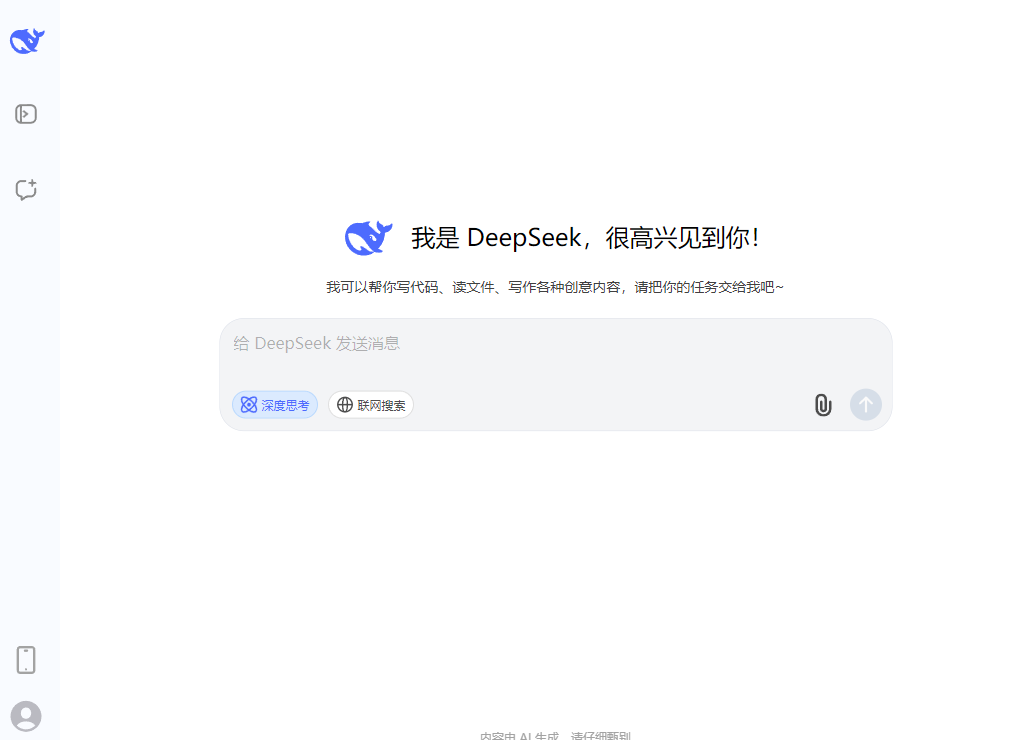 我是 DeepSeek，很高兴见到你！
我可以帮你写代码、读文件、写作各种创意内容，请把你的任务交给我吧~
给 DeepSeek 发送消息
深度思考 联网搜索
内容由 AI 生成，请仔细甄别